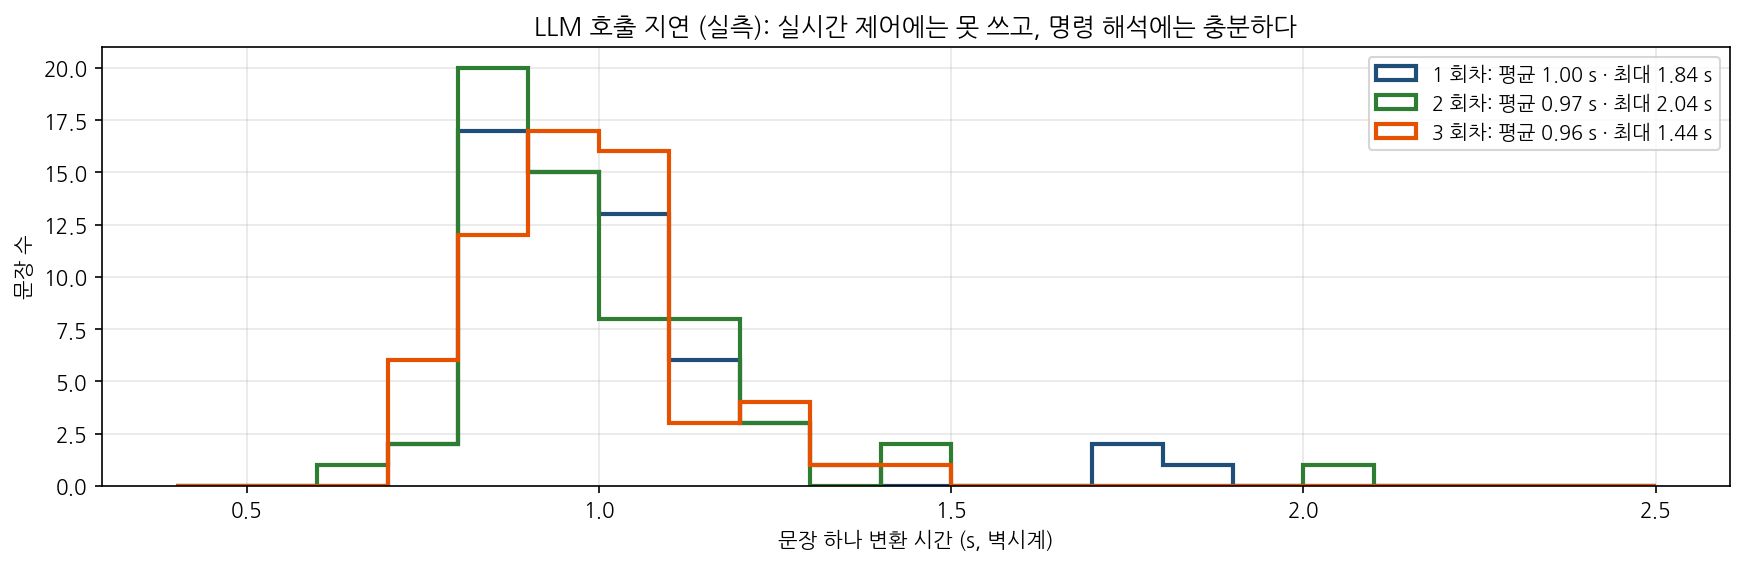 LLM 호출 지연 (실측): 실시간 제어에는 못 쓰고, 명령 해석에는 충분하다
1 회차: 평균 1.00 s · 최대 1.84 s
2 회차: 평균 0.97 s · 최대 2.04 s
3 회차: 평균 0.96 s · 최대 1.44 s
문장 수
20.0
17.5
15.0
12.5
10.0
7.5
5.0
2.5
0.0
0.5 1.0 1.5 2.0 2.5
문장 하나 변환 시간 (s, 벽시계)